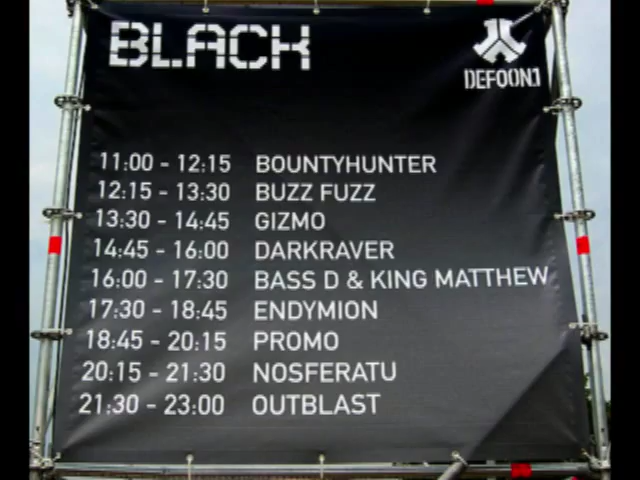 BLACK
DEFQON1
11:00 - 12:15 BOUNTYHUNTER
12:15 - 13:30 BUZZ FUZZ
13:30 - 14:45 GIZMO
14:45 - 16:00 DARKRAVER
16:00 - 17:30 BASS D & KING MATTHEW
17:30 - 18:45 ENDYMION
18:45 - 20:15 PROMO
20:15 - 21:30 NOSFERATU
21:30 - 23:00 OUTBLAST